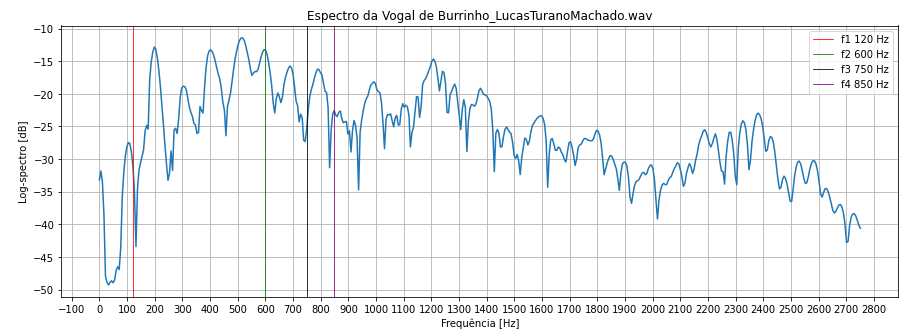 Espectro da Vogal de Burrinho_LucasTuranoMachado.wav
−10
−15
−20
−25
−30
−35
−40
−45
−50
Log-spectro [dB]
f1 120 Hz
f2 600 Hz
f3 750 Hz
f4 850 Hz
−100 0 100 200 300 400 500 600 700 800 900 1000 1100 1200 1300 1400 1500 1600 1700 1800 1900 2000 2100 2200 2300 2400 2500 2600 2700 2800
Frequência [Hz]